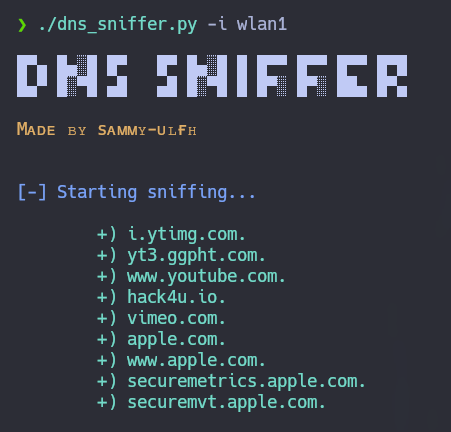 ❯ ./dns_sniffer.py -i wlan1
DNS SNIFFER
Made by sammy-ulfh
[-] Starting sniffing...
+) i.ytimg.com.
+) yt3.ggpht.com.
+) www.youtube.com.
+) hack4u.io.
+) vimeo.com.
+) apple.com.
+) www.apple.com.
+) securemetrics.apple.com.
+) securemvt.apple.com.